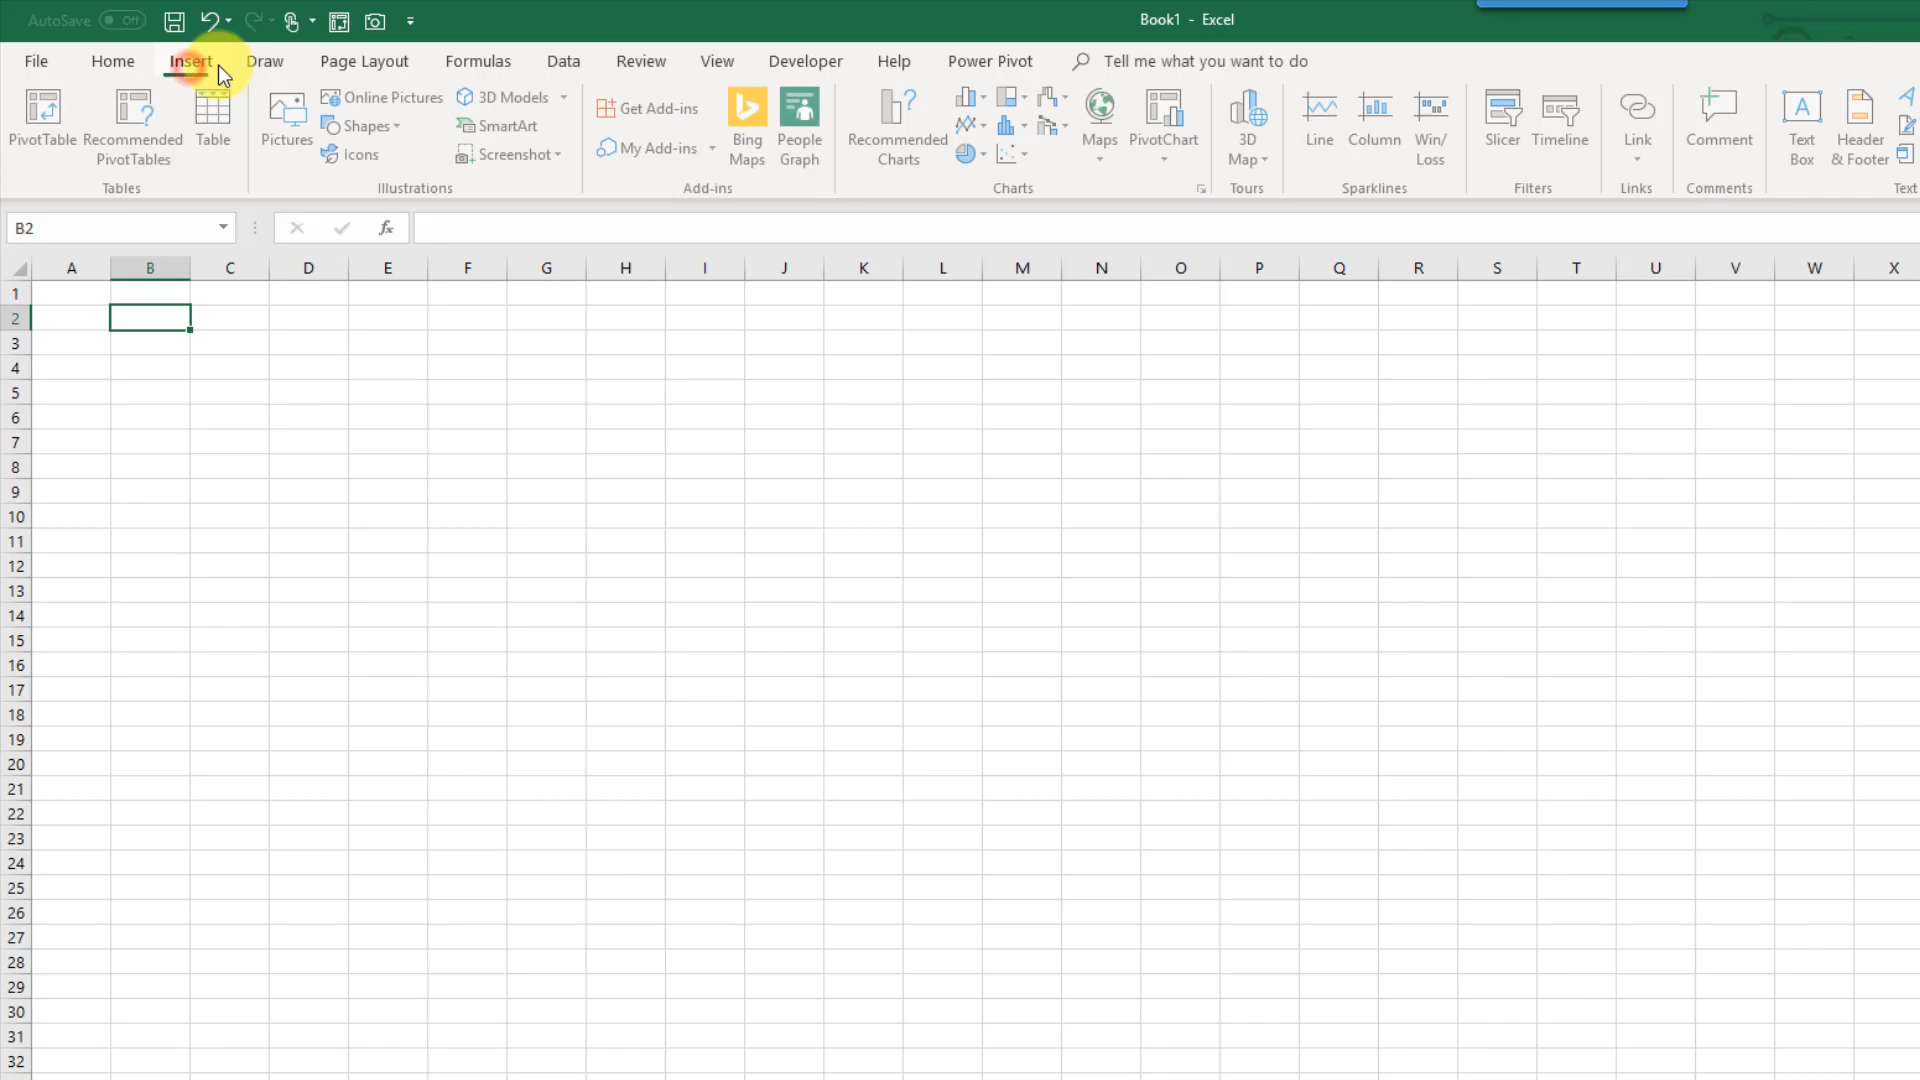 AutoSave Off
Book1 - Excel
File Home Insert Draw Page Layout Formulas Data Review View Developer Help Power Pivot Tell me what you want to do
PivotTable
Recommended
PivotTables
Table
Tables
Pictures
Online Pictures
Shapes
Icons
3D Models
SmartArt
Screenshot
Illustrations
Get Add-ins
My Add-ins
Bing
Maps
People
Graph
Add-ins
Recommended
Charts
Maps
PivotChart
Charts
3D
Map
Tours
Line
Column
Win/
Loss
Sparklines
Slicer
Timeline
Filters
Link
Links
Comment
Comments
A
Text
Box
Header
& Footer
Text
B2
fx
A B C D E F G H I J K L M N O P Q R S T U V W X
1
2
3
4
5
6
7
8
9
10
11
12
13
14
15
16
17
18
19
20
21
22
23
24
25
26
27
28
29
30
31
32